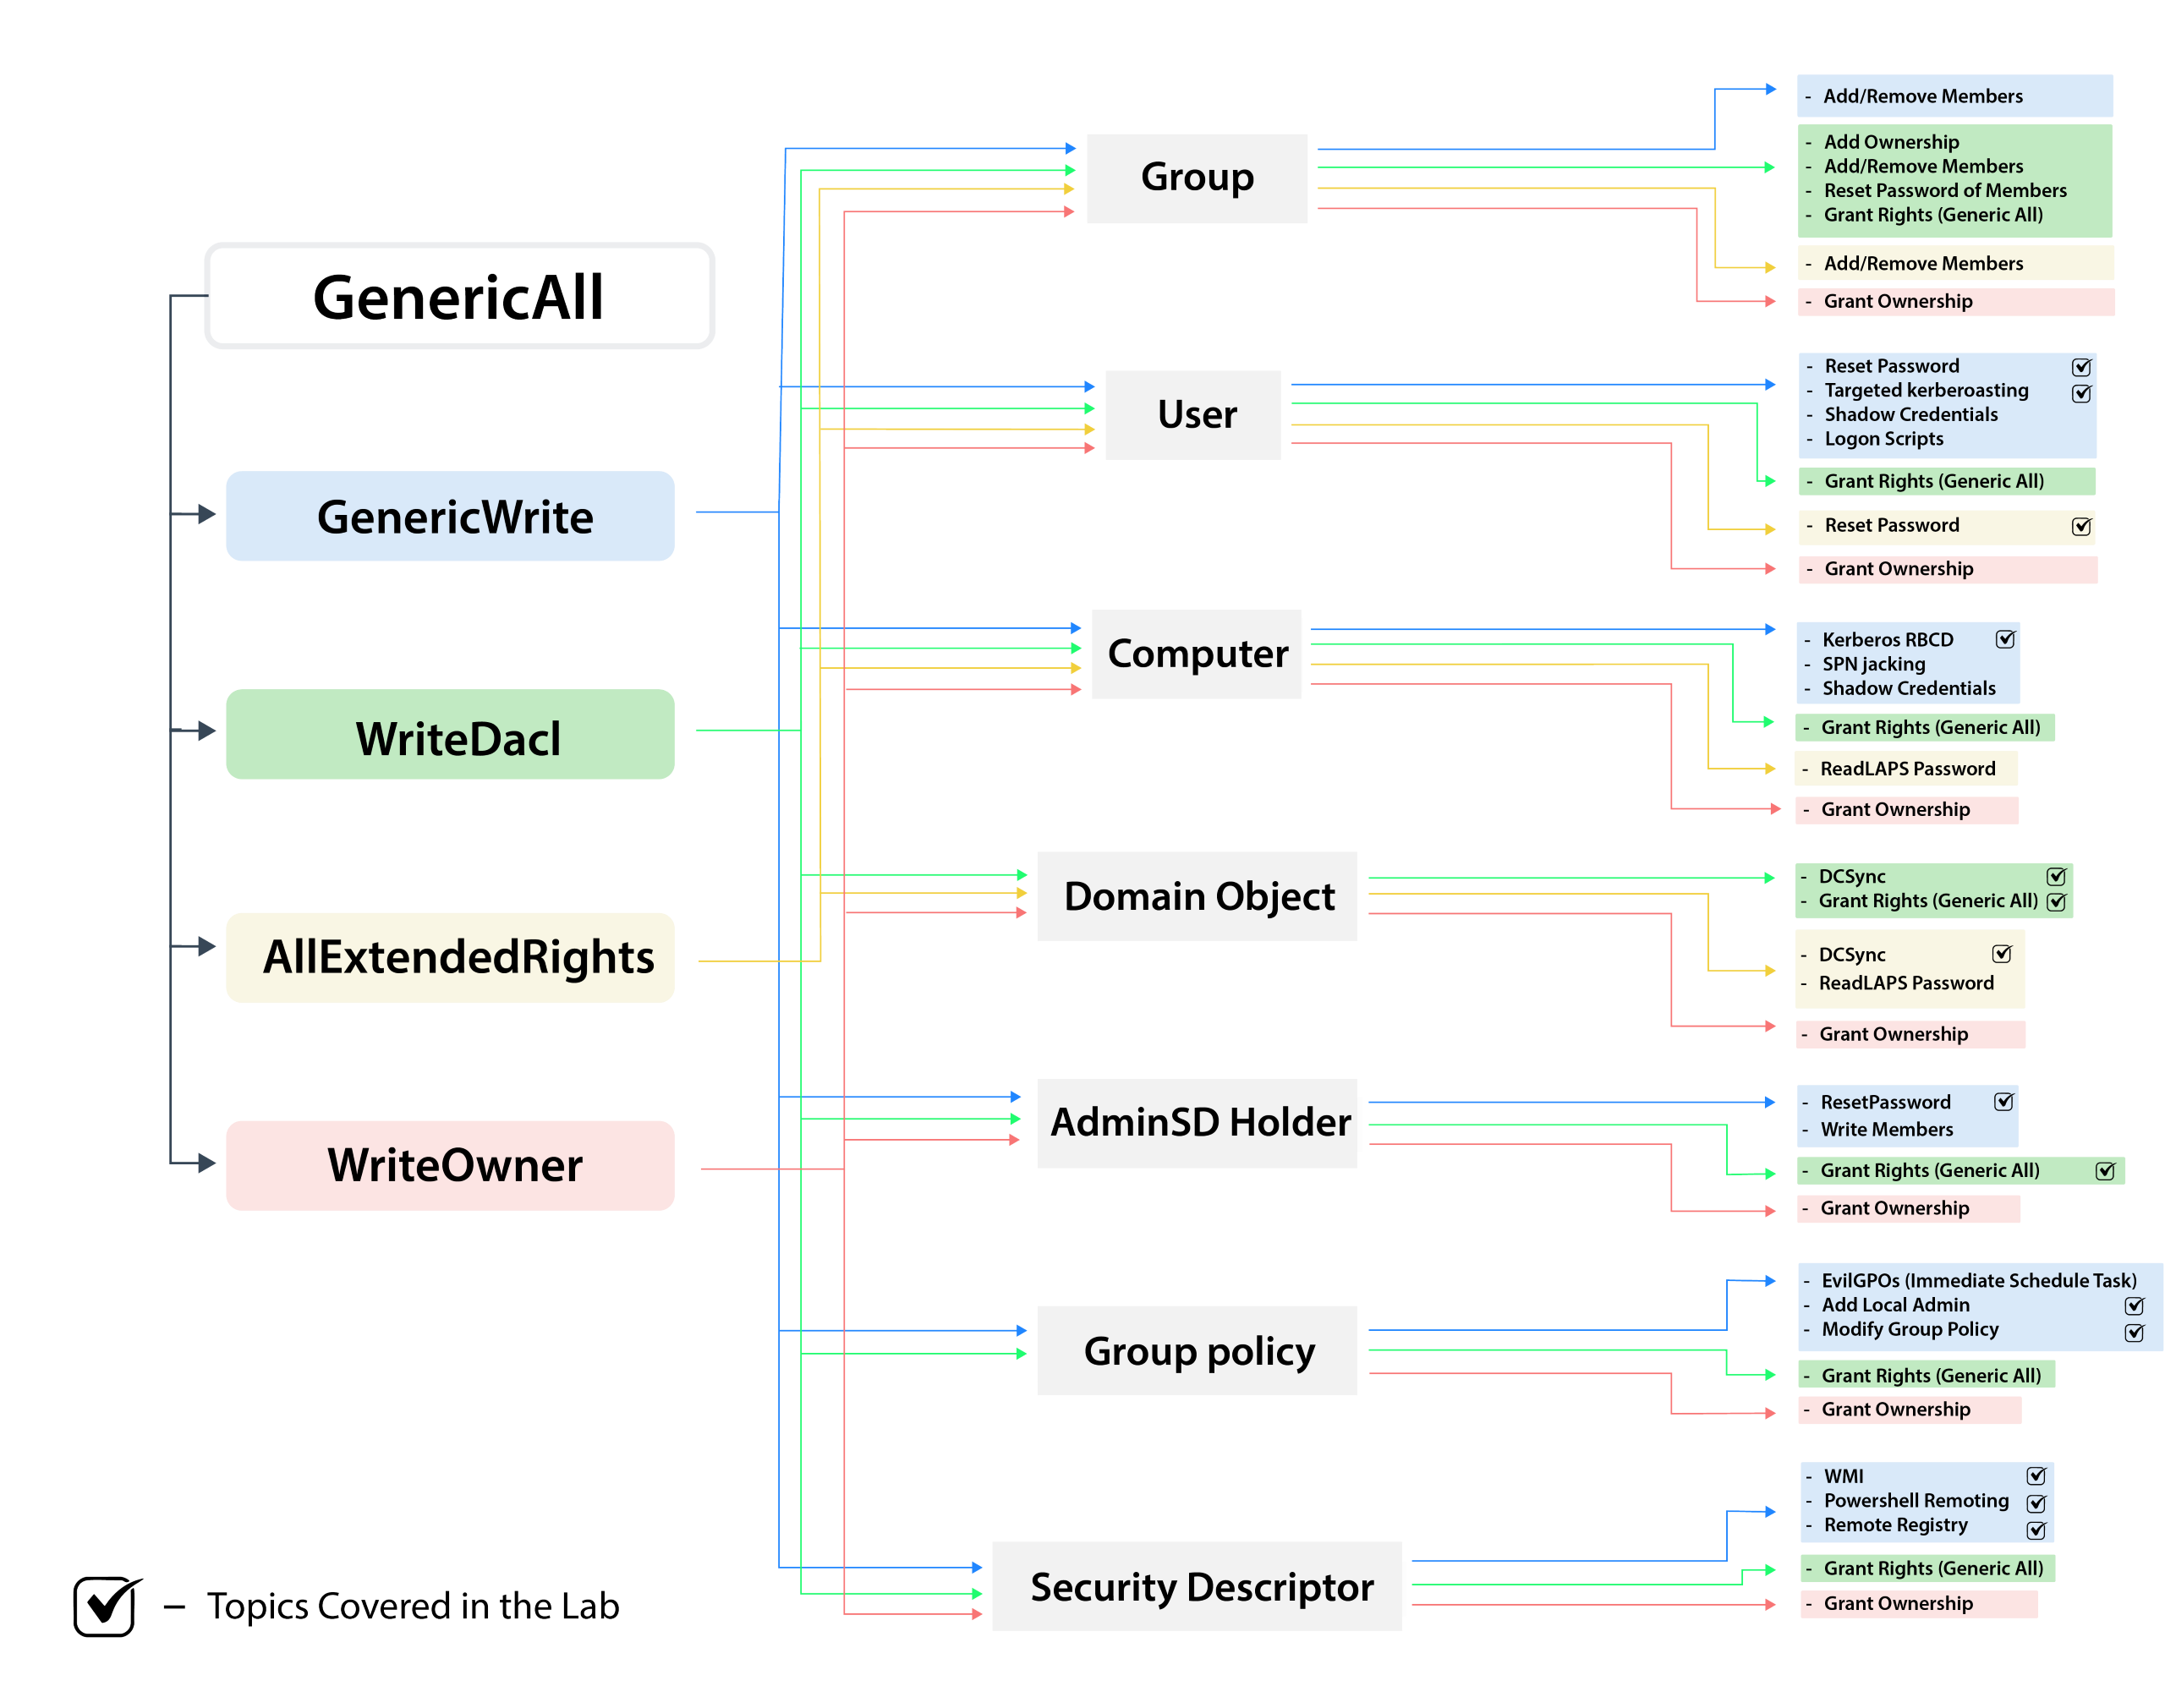 GenericAll
GenericWrite
WriteDacl
AllExtendedRights
WriteOwner
– Topics Covered in the Lab
Group
User
Computer
Domain Object
AdminSD Holder
Group policy
Security Descriptor
- Add/Remove Members
- Add Ownership
- Add/Remove Members
- Reset Password of Members
- Grant Rights (Generic All)
- Add/Remove Members
- Grant Ownership
- Reset Password
- Targeted kerberoasting
- Shadow Credentials
- Logon Scripts
- Grant Rights (Generic All)
- Reset Password
- Grant Ownership
- Kerberos RBCD
- SPN jacking
- Shadow Credentials
- Grant Rights (Generic All)
- ReadLAPS Password
- Grant Ownership
- DCSync
- Grant Rights (Generic All)
- DCSync
- ReadLAPS Password
- Grant Ownership
- ResetPassword
- Write Members
- Grant Rights (Generic All)
- Grant Ownership
- EvilGPOs (Immediate Schedule Task)
- Add Local Admin
- Modify Group Policy
- Grant Rights (Generic All)
- Grant Ownership
- WMI
- Powershell Remoting
- Remote Registry
- Grant Rights (Generic All)
- Grant Ownership